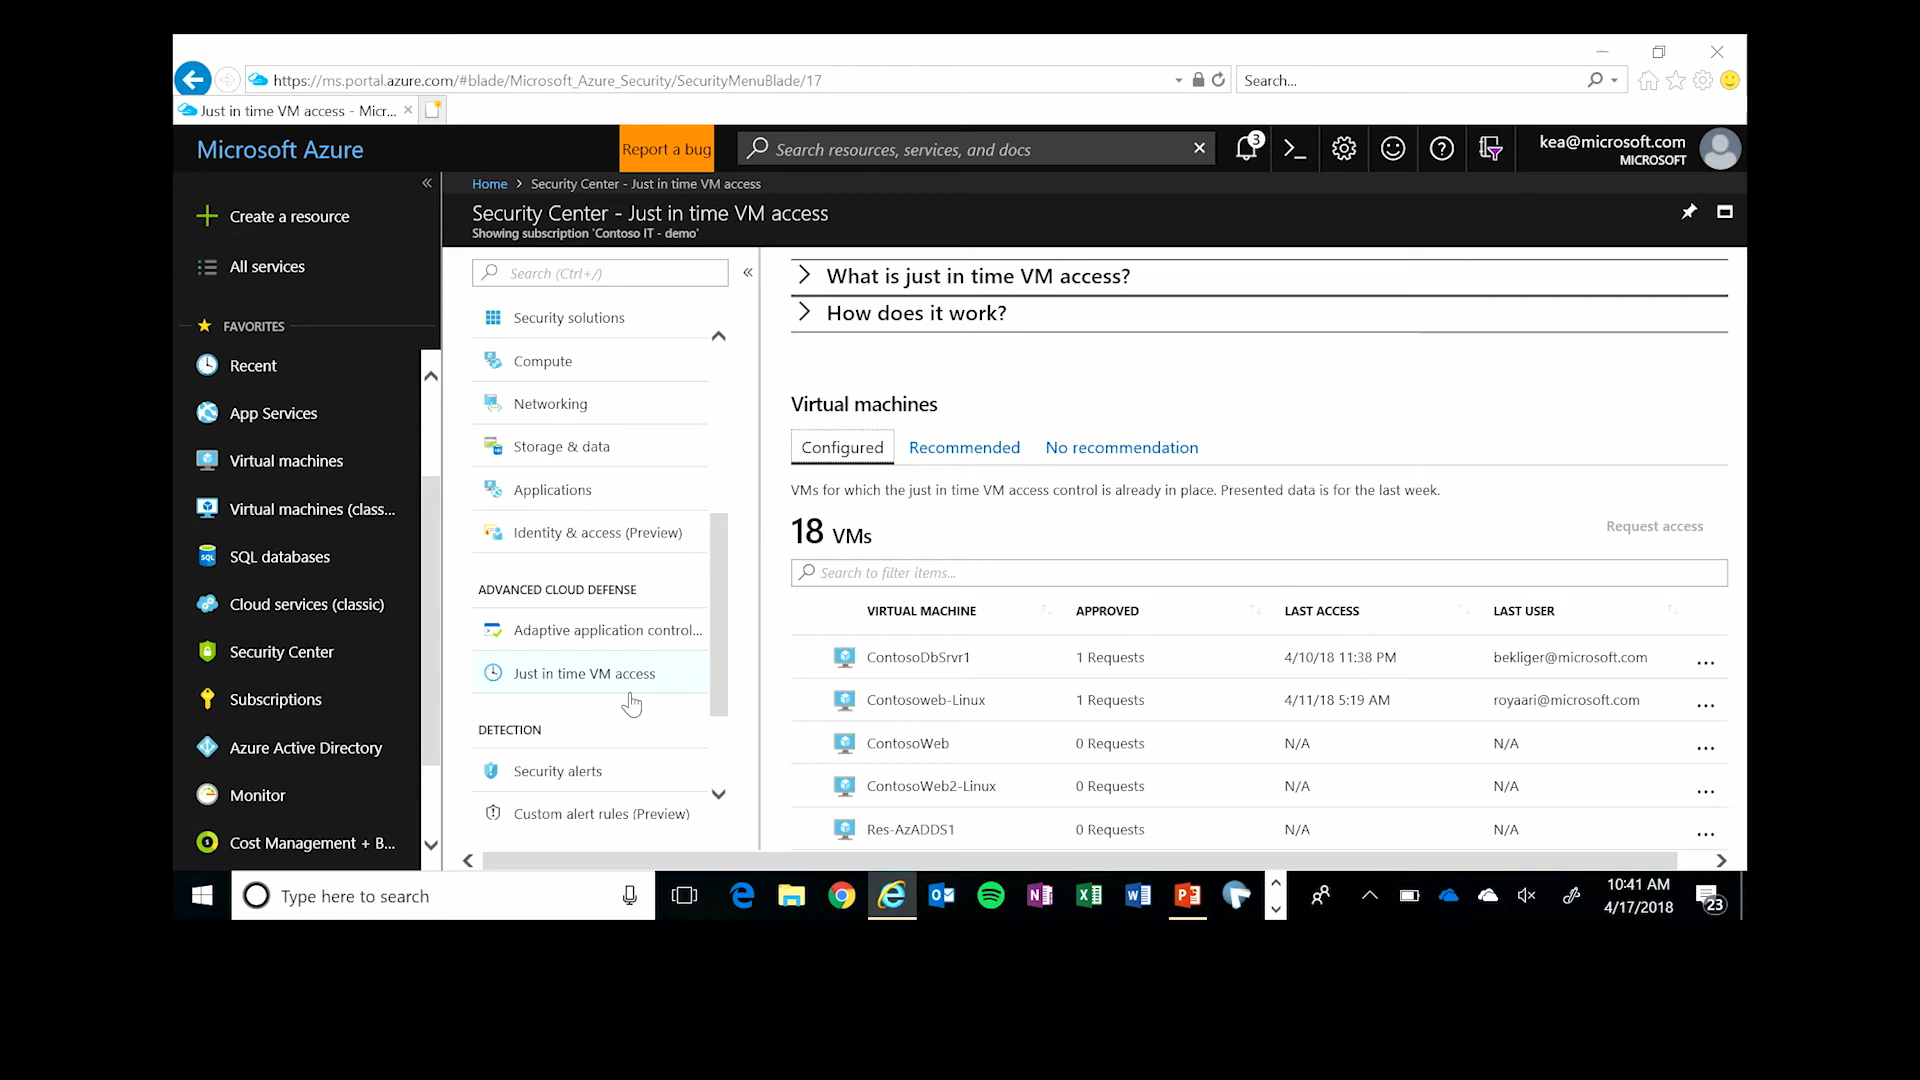 https://ms.portal.azure.com/#blade/Microsoft_Azure_Security/SecurityMenuBlade/17
Search...
Just in time VM access - Micr...
Microsoft Azure
Report a bug
Search resources, services, and docs
3
kea@microsoft.com
MICROSOFT
Home > Security Center - Just in time VM access
Security Center - Just in time VM access
Showing subscription 'Contoso IT - demo'
Create a resource
All services
FAVORITES
Recent
App Services
Virtual machines
Virtual machines (class...
SQL databases
Cloud services (classic)
Security Center
Subscriptions
Azure Active Directory
Monitor
Cost Management + B...
Search (Ctrl+/)
Security solutions
Compute
Networking
Storage & data
Applications
Identity & access (Preview)
ADVANCED CLOUD DEFENSE
Adaptive application control...
Just in time VM access
DETECTION
Security alerts
Custom alert rules (Preview)
What is just in time VM access?
How does it work?
Virtual machines
Configured Recommended No recommendation
VMs for which the just in time VM access control is already in place. Presented data is for the last week.
18 VMs
Request access
Search to filter items...
VIRTUAL MACHINE APPROVED LAST ACCESS LAST USER
ContosoDbSrvr1 1 Requests 4/10/18 11:38 PM bekliger@microsoft.com ...
Contosoweb-Linux 1 Requests 4/11/18 5:19 AM royaari@microsoft.com ...
ContosoWeb 0 Requests N/A N/A ...
ContosoWeb2-Linux 0 Requests N/A N/A ...
Res-AzADDS1 0 Requests N/A N/A ...
Type here to search
10:41 AM
4/17/2018
23